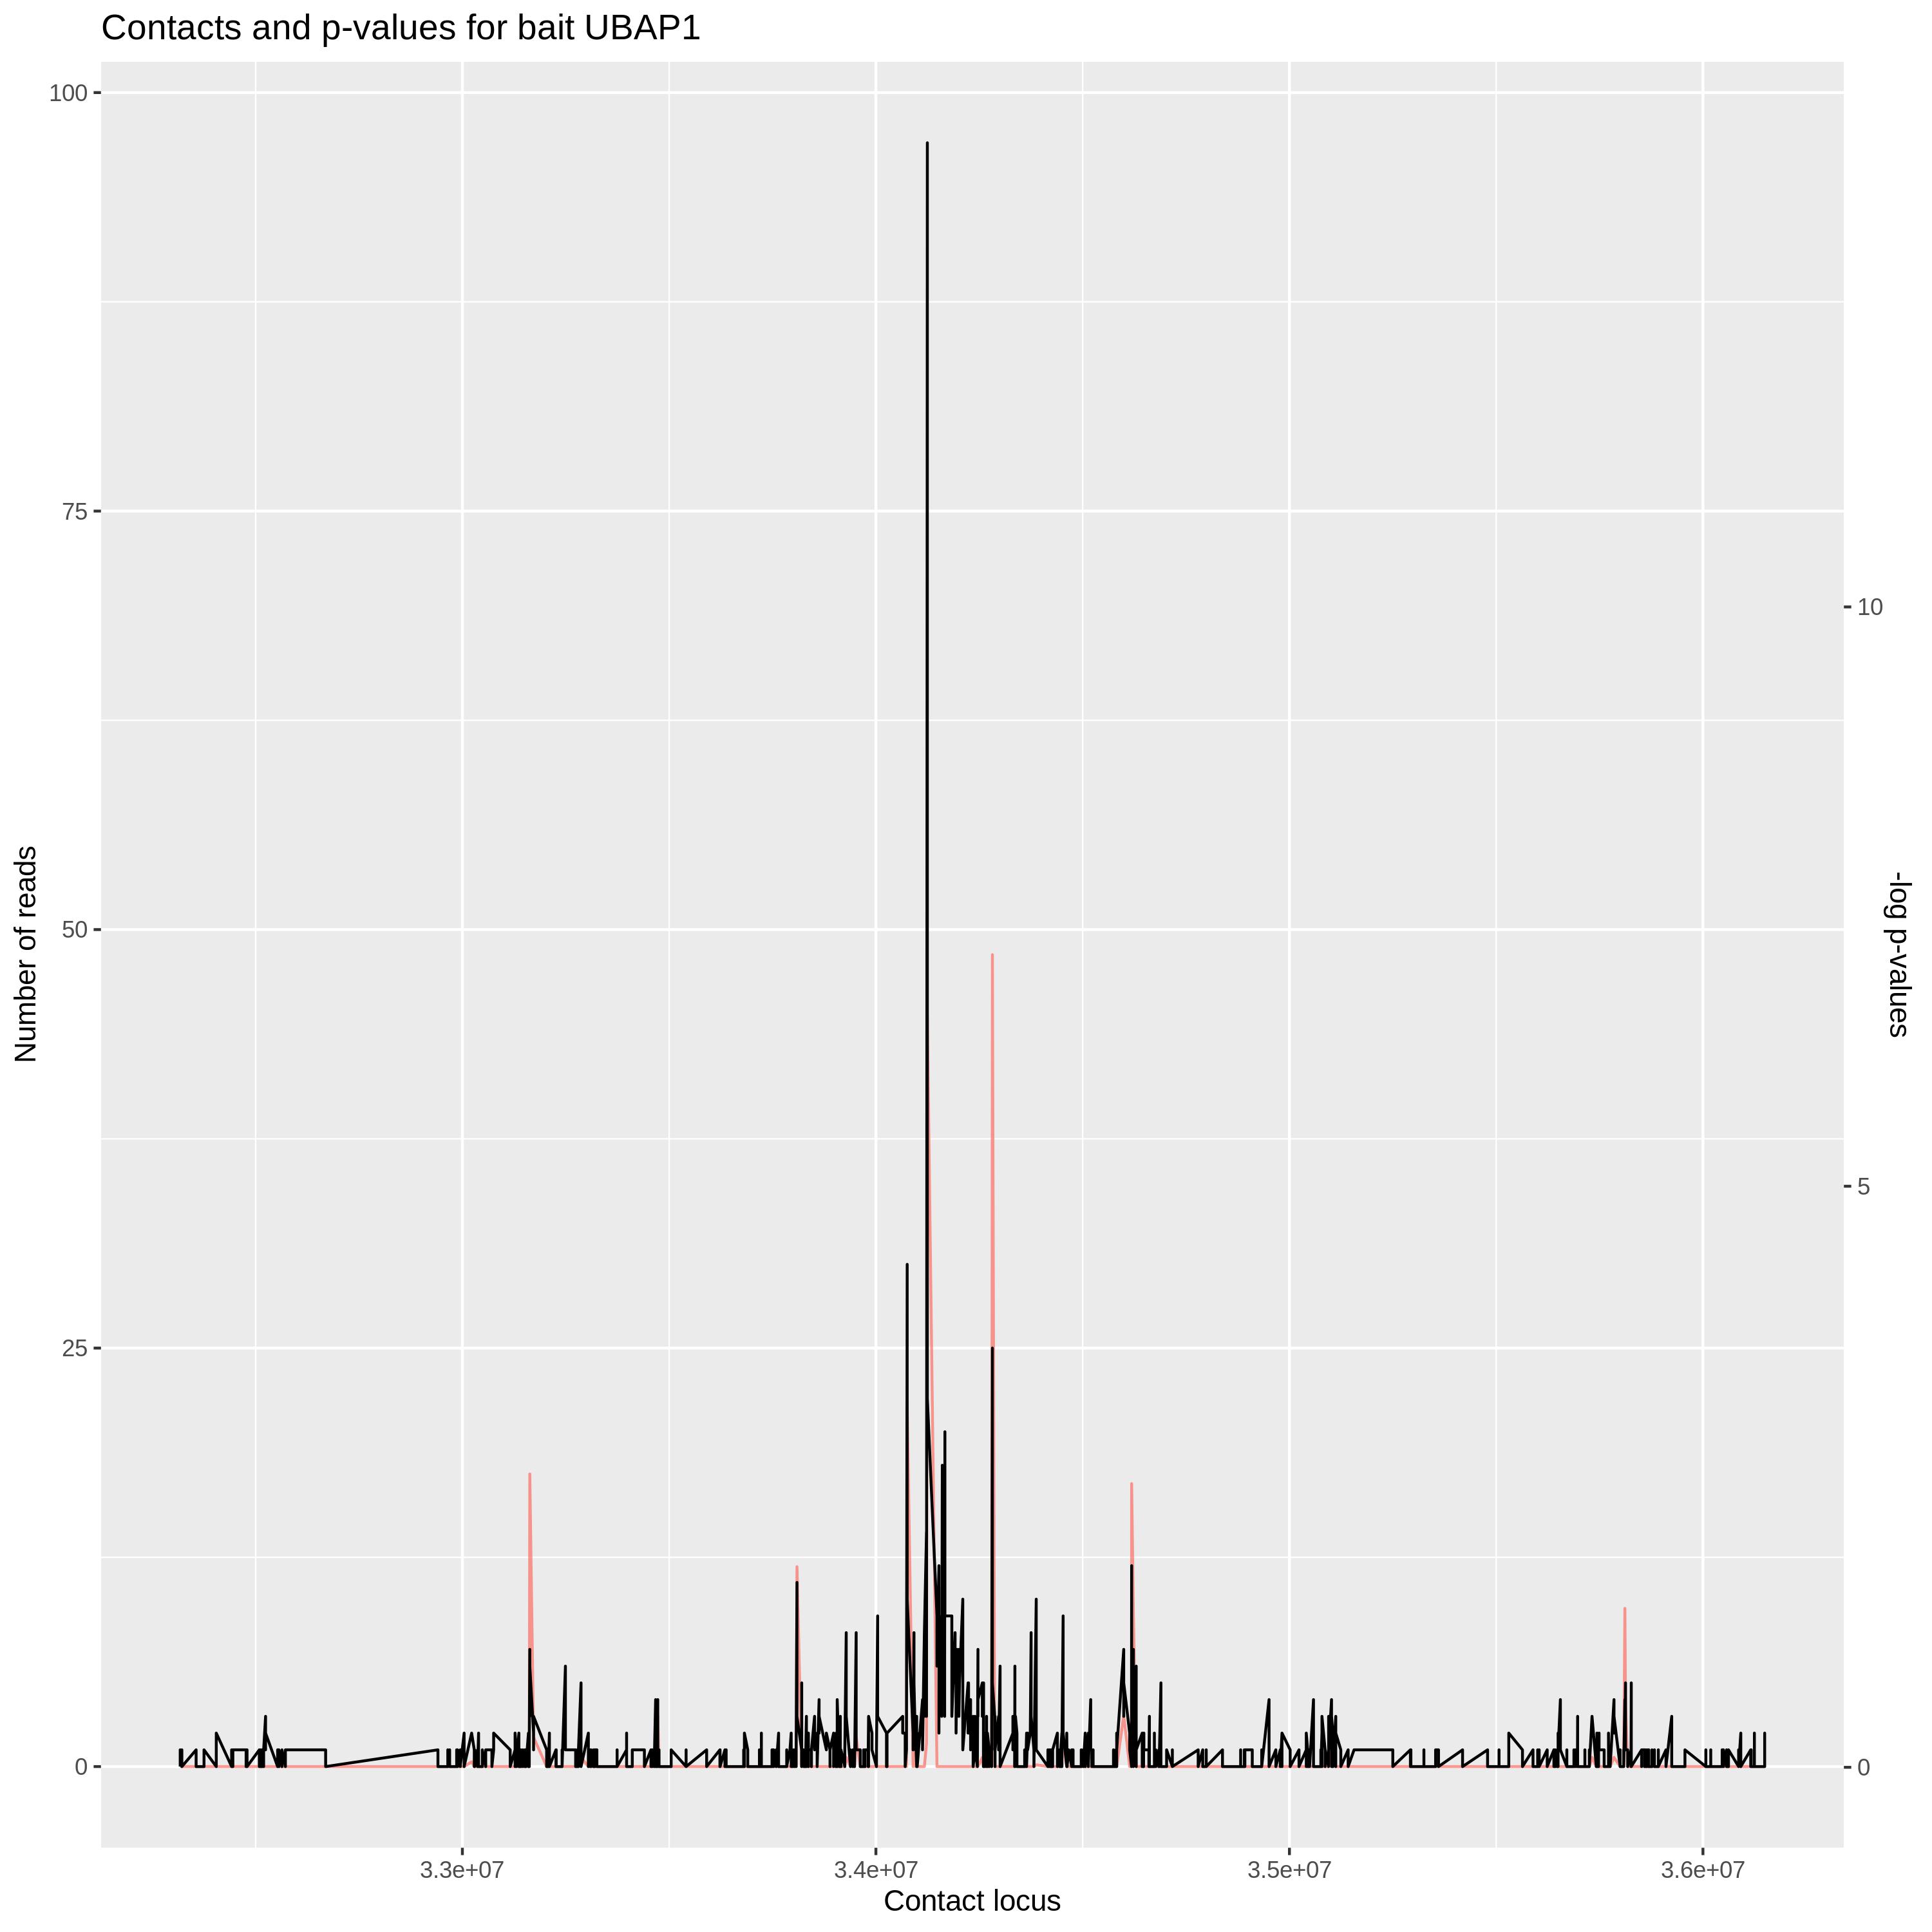 Contacts and p-values for bait UBAP1
100
75
50
25
0
Number of reads
10
5
0
-log p-values
3.3e+07
3.4e+07
3.5e+07
3.6e+07
Contact locus